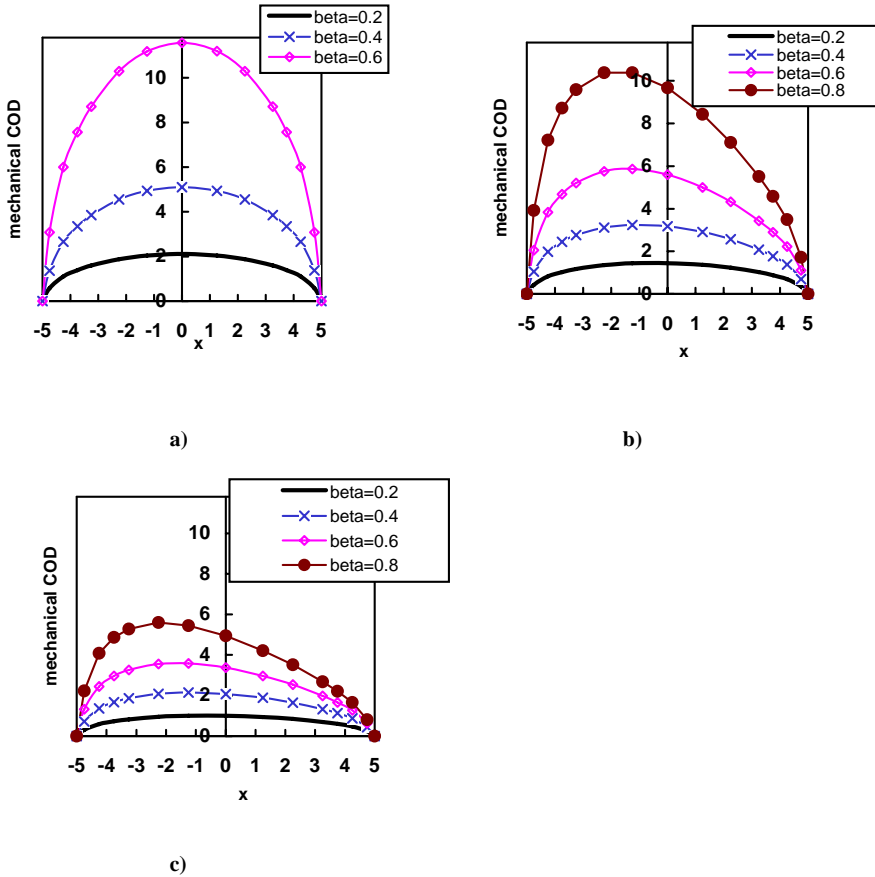 beta=0.2
beta=0.4
beta=0.6
mechanical COD
10
8
6
4
2
0
-5 -4 -3 -2 -1 0 1 2 3 4 5
x
a)
beta=0.2
beta=0.4
beta=0.6
beta=0.8
mechanical COD
10
8
6
4
2
0
-5 -4 -3 -2 -1 0 1 2 3 4 5
x
b)
beta=0.2
beta=0.4
beta=0.6
beta=0.8
mechanical COD
10
8
6
4
2
0
-5 -4 -3 -2 -1 0 1 2 3 4 5
x
c)